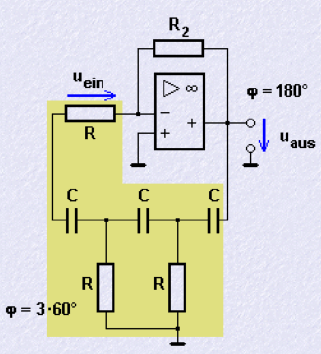 R2
uein
▷ ∞
φ = 180°
−
R
+
+
uaus
C
C
C
R
R
φ = 3·60°